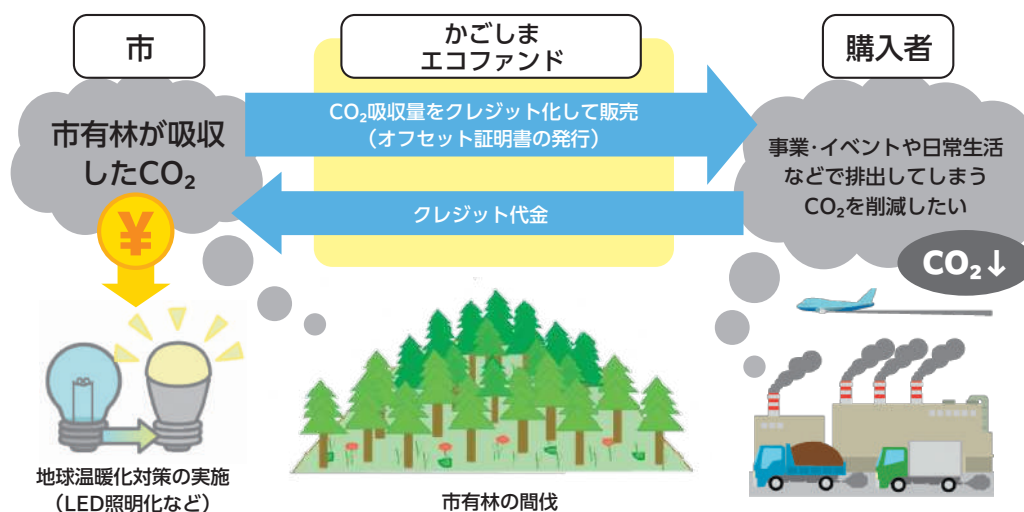 市
かごしま
エコファンド
購入者
市有林が吸収
したCO₂
CO₂吸収量をクレジット化して販売
（オフセット証明書の発行）
クレジット代金
事業・イベントや日常生活
などで排出してしまう
CO₂を削減したい
CO₂↓
¥
地球温暖化対策の実施
（LED照明化など）
市有林の間伐